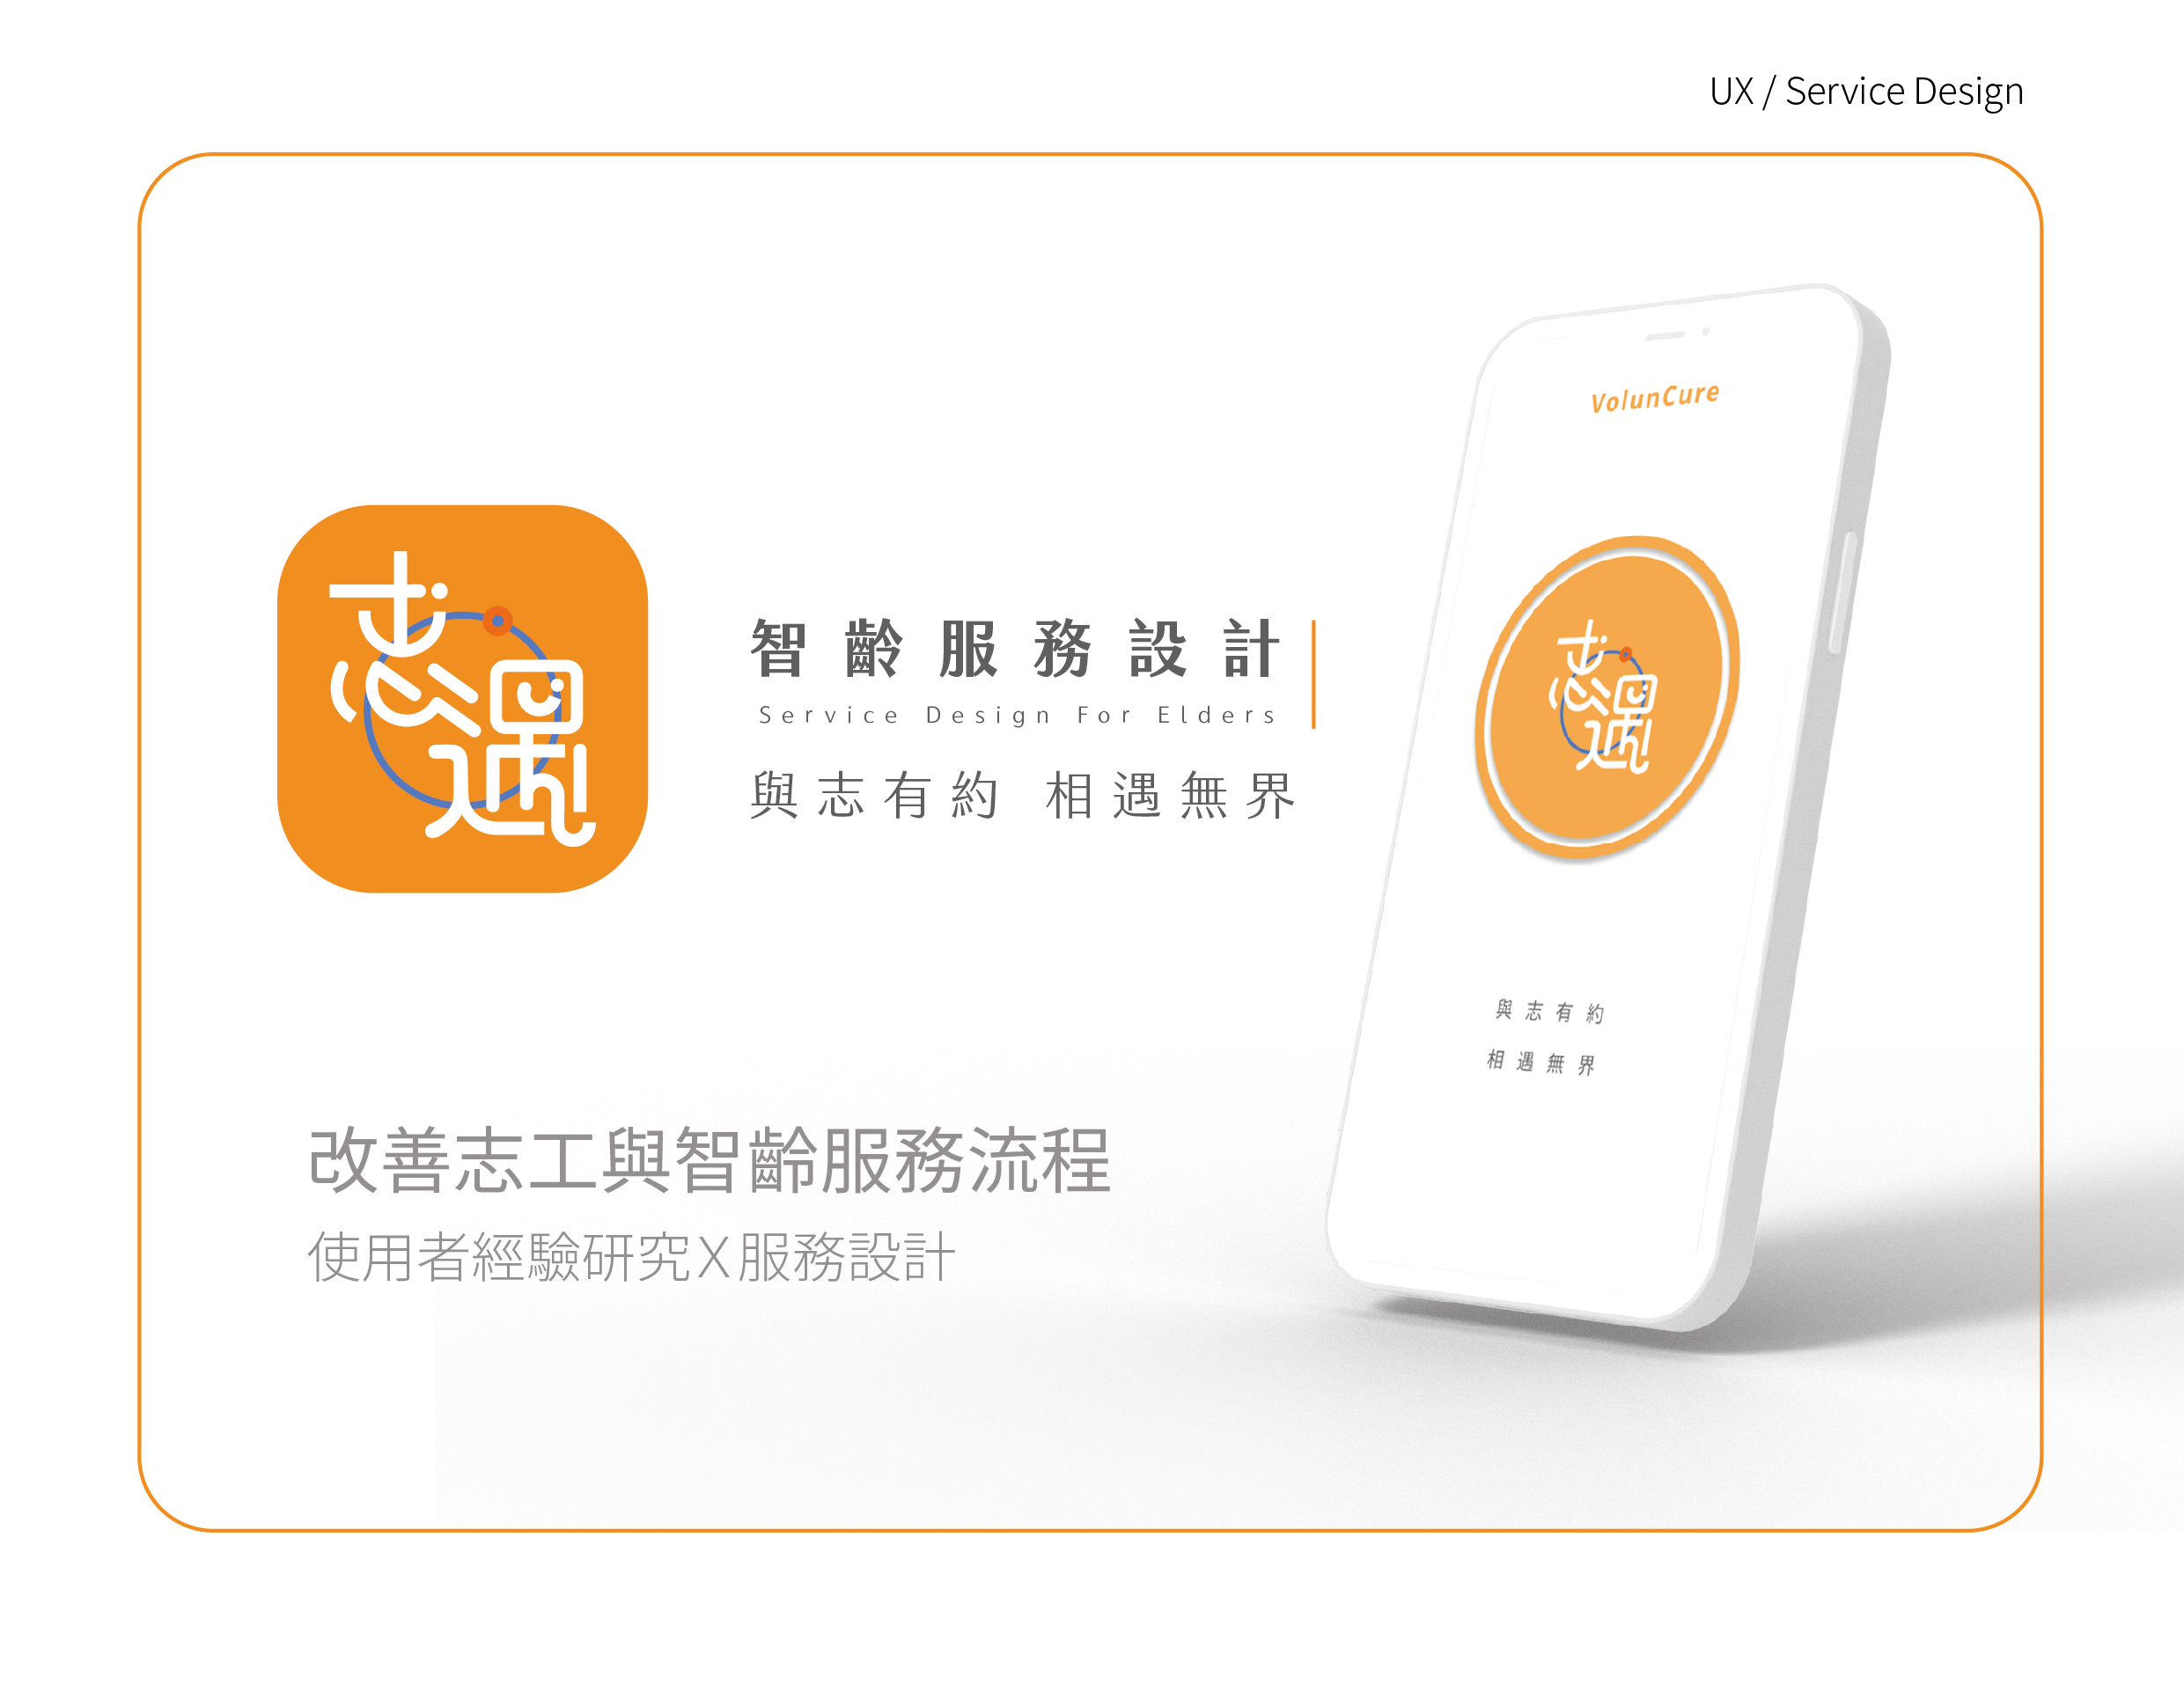 UX / Service Design
志遇
智齡服務設計
Service Design For Elders
與志有約 相遇無界
改善志工與智齡服務流程
使用者經驗研究X服務設計
VolunCure
志遇
與志有約
相遇無界